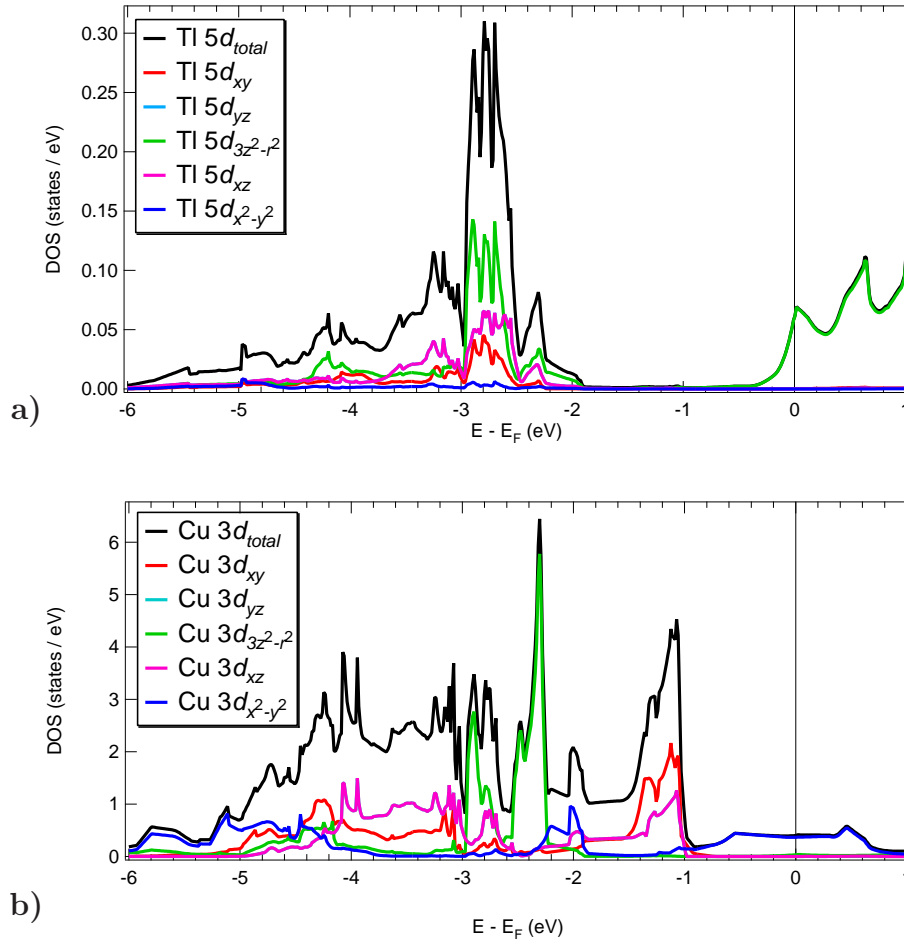 0.30
0.25
0.20
0.15
0.10
0.05
0.00
DOS (states / eV)
Tl 5d_total
Tl 5d_xy
Tl 5d_yz
Tl 5d_3z²-r²
Tl 5d_xz
Tl 5d_x²-y²
-6 -5 -4 -3 -2 -1 0 1
E - E_F (eV)
a)
6
5
4
3
2
1
0
DOS (states / eV)
Cu 3d_total
Cu 3d_xy
Cu 3d_yz
Cu 3d_3z²-r²
Cu 3d_xz
Cu 3d_x²-y²
-6 -5 -4 -3 -2 -1 0 1
E - E_F (eV)
b)